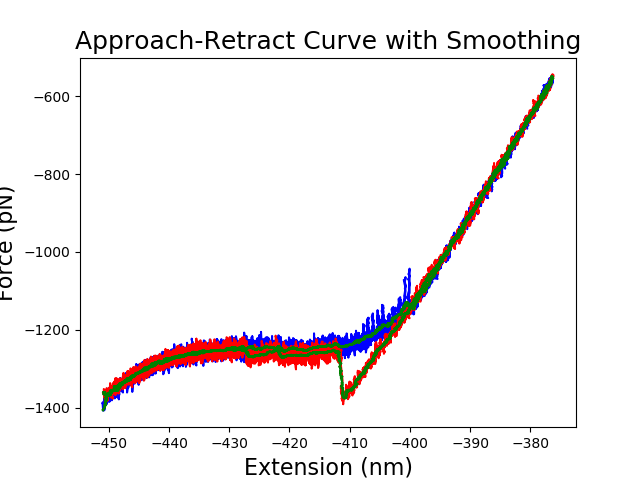 Approach-Retract Curve with Smoothing
−600
−800
−1000
−1200
−1400
Force (pN)
−450 −440 −430 −420 −410 −400 −390 −380
Extension (nm)